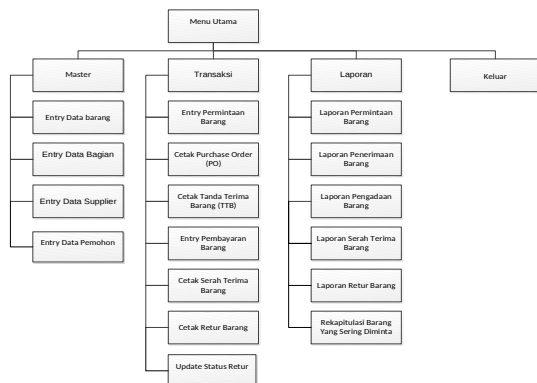 Menu Utama
Master
Transaksi
Laporan
Keluar
Entry Data barang
Entry Data Bagian
Entry Data Supplier
Entry Data Pemohon
Entry Permintaan
Barang
Cetak Purchase Order
(PO)
Cetak Tanda Terima
Barang (TTB)
Entry Pembayaran
Barang
Cetak Serah Terima
Barang
Cetak Retur Barang
Update Status Retur
Laporan Permintaan
Barang
Laporan Penerimaan
Barang
Laporan Pengadaan
Barang
Laporan Serah Terima
Barang
Laporan Retur Barang
Rekapitulasi Barang
Yang Sering Diminta